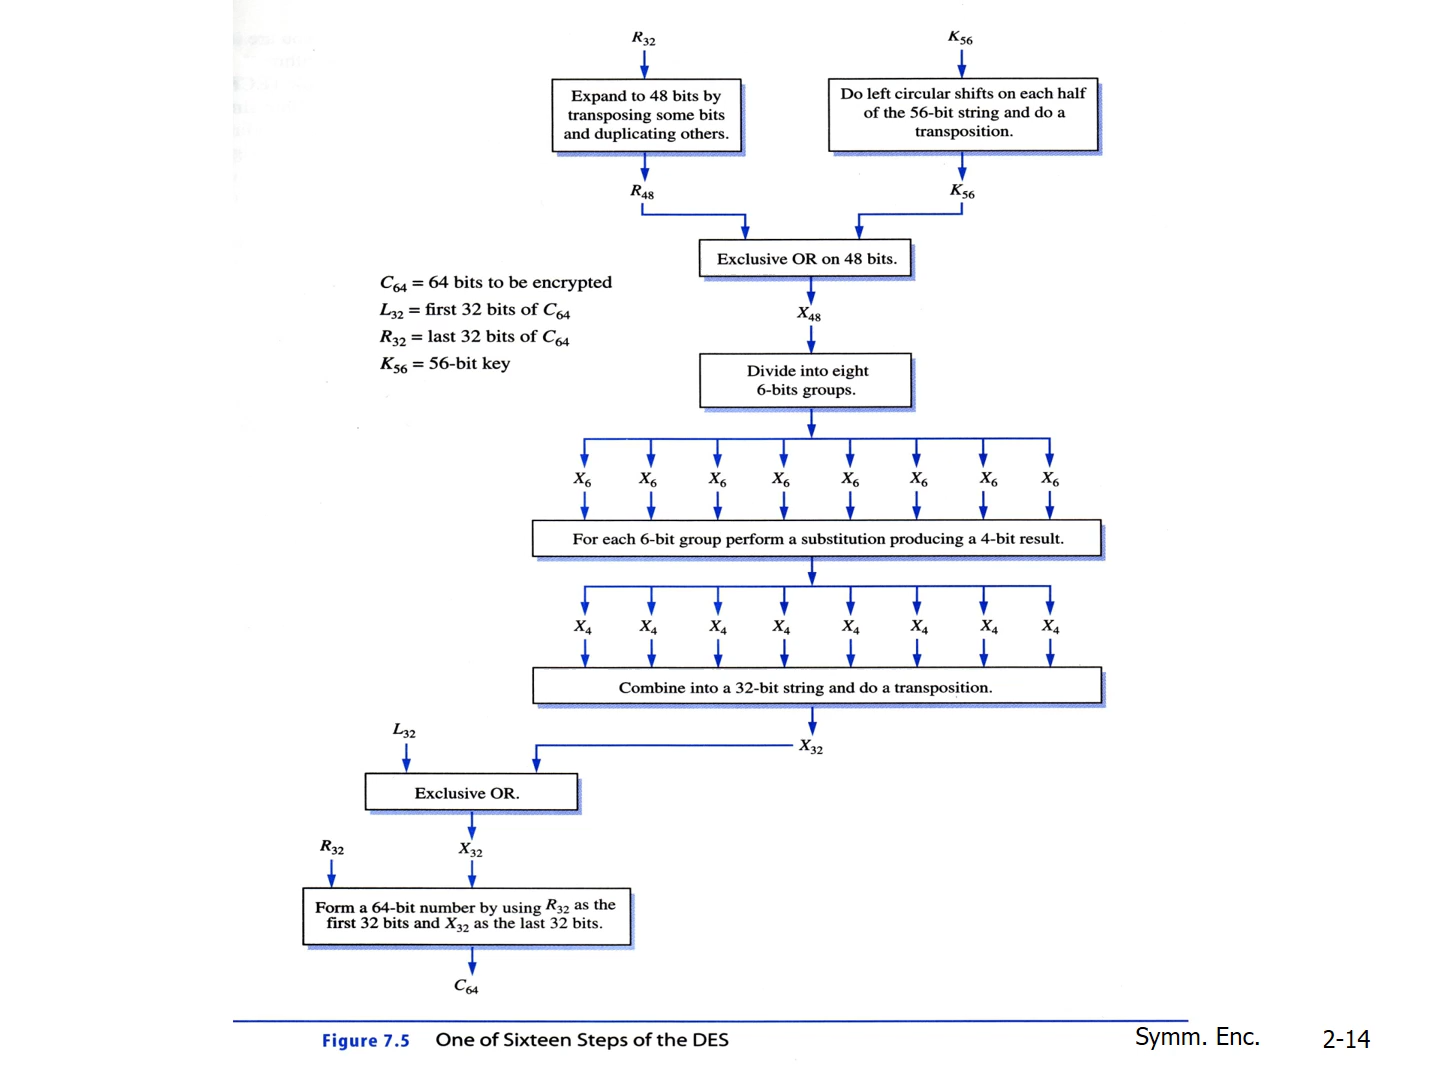 R32
K56
Expand to 48 bits by
transposing some bits
and duplicating others.
Do left circular shifts on each half
of the 56-bit string and do a
transposition.
R48
K56
Exclusive OR on 48 bits.
C64 = 64 bits to be encrypted
L32 = first 32 bits of C64
R32 = last 32 bits of C64
K56 = 56-bit key
X48
Divide into eight
6-bits groups.
X6 X6 X6 X6 X6 X6 X6 X6
For each 6-bit group perform a substitution producing a 4-bit result.
X4 X4 X4 X4 X4 X4 X4 X4
Combine into a 32-bit string and do a transposition.
L32
X32
Exclusive OR.
R32
X32
Form a 64-bit number by using R32 as the
first 32 bits and X32 as the last 32 bits.
C64
Figure 7.5 One of Sixteen Steps of the DES
Symm. Enc. 2-14